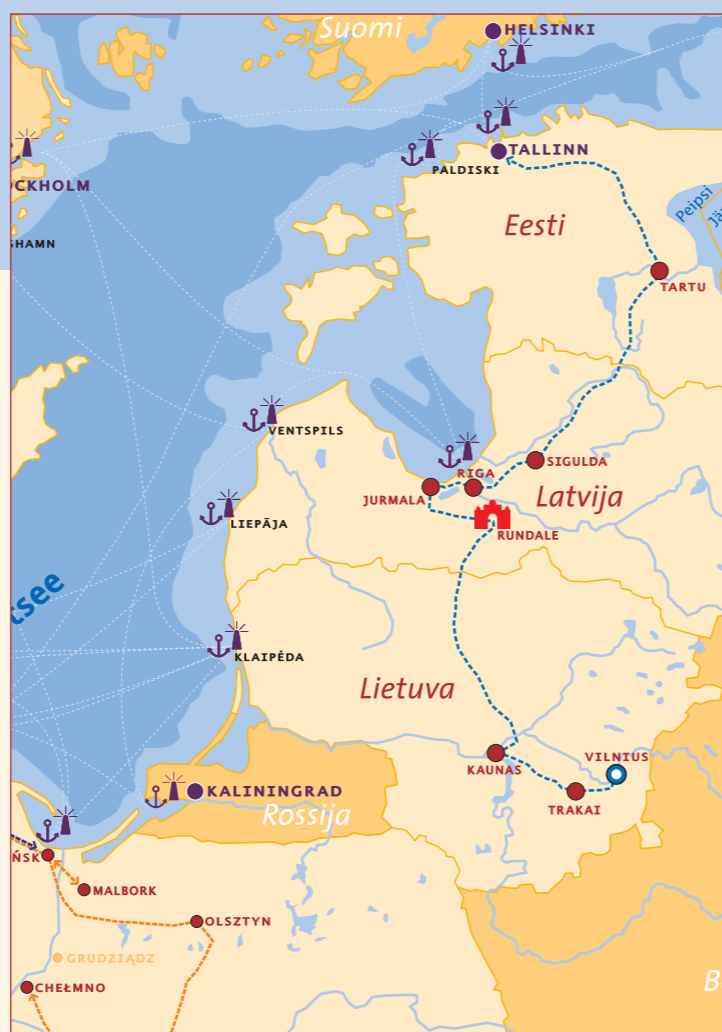 Suomi
HELSINKI
TALLINN
PALDISKI
CKHOLM
SHAMN
Eesti
Peipsi
TARTU
VENTSPILS
RIGA
SIGULDA
JURMALA
Latvija
LIEPĀJA
RUNDALE
tsee
KLAIPĖDA
Lietuva
VILNIUS
KAUNAS
TRAKAI
KALININGRAD
Rossija
ŃSK
MALBORK
OLSZTYN
GRUDZIĄDZ
CHEŁMNO
B